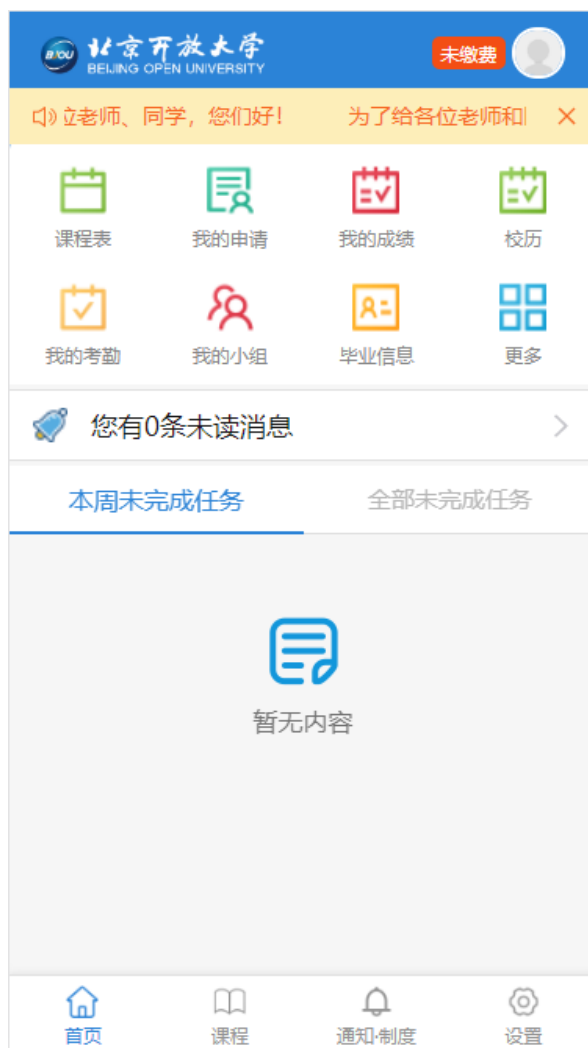 BJOU 北京开放大学 未缴费
BEIJING OPEN UNIVERSITY
老师、同学，您们好！ 为了给各位老师和
课程表 我的申请 我的成绩 校历
我的考勤 我的小组 毕业信息 更多
您有0条未读消息
本周未完成任务 全部未完成任务
暂无内容
首页 课程 通知·制度 设置